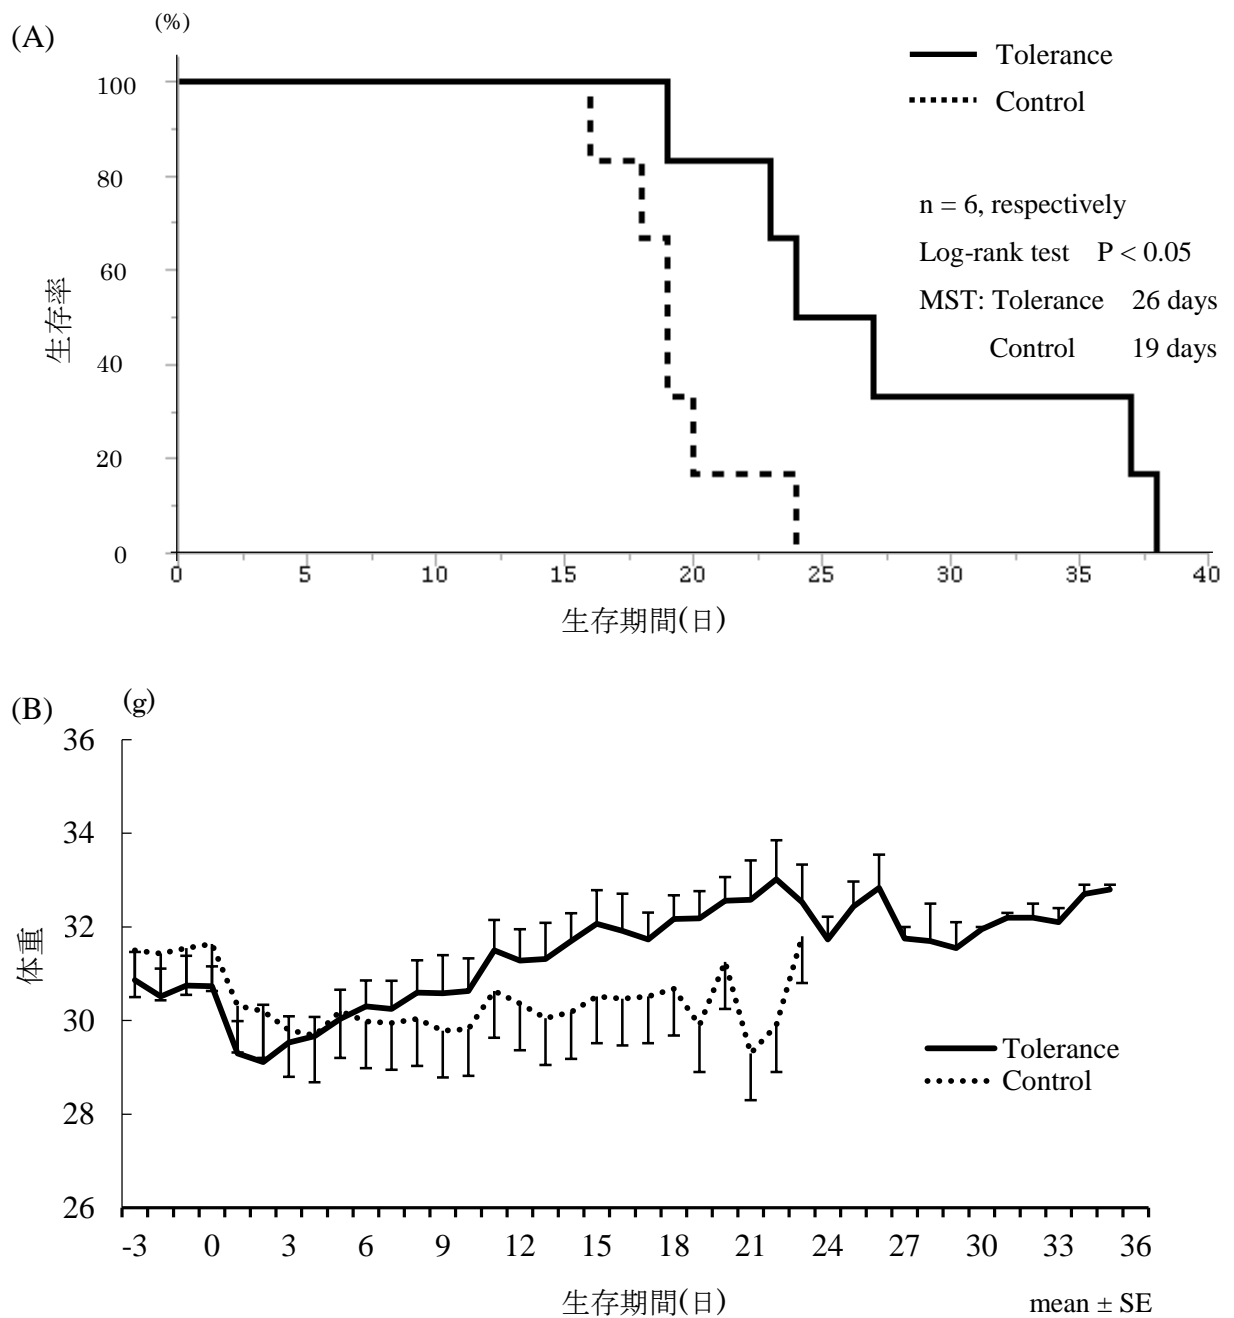 (A)
(%)
Tolerance
Control
100
80
60
40
20
0
生存率
n = 6, respectively
Log-rank test P < 0.05
MST: Tolerance 26 days
Control 19 days
0 5 10 15 20 25 30 35 40
生存期間(日)
(B)
(g)
36
34
32
30
28
26
体重
Tolerance
Control
-3 0 3 6 9 12 15 18 21 24 27 30 33 36
生存期間(日)
mean ± SE